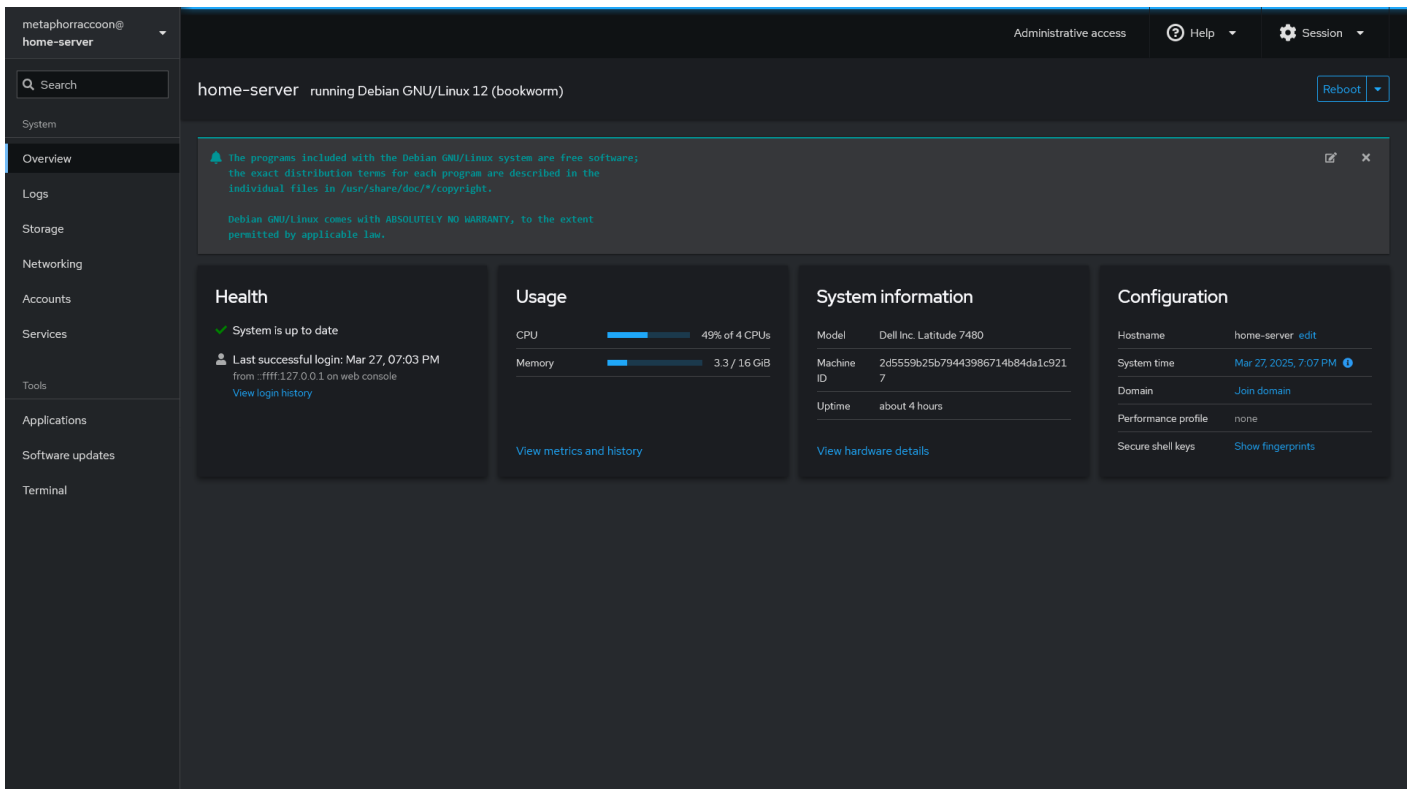 metaphorraccoon@
home-server
Administrative access
Help
Session
Search
home-server running Debian GNU/Linux 12 (bookworm)
Reboot
System
Overview
Logs
Storage
Networking
Accounts
Services
Tools
Applications
Software updates
Terminal
The programs included with the Debian GNU/Linux system are free software;
the exact distribution terms for each program are described in the
individual files in /usr/share/doc/*/copyright.
Debian GNU/Linux comes with ABSOLUTELY NO WARRANTY, to the extent
permitted by applicable law.
Health
System is up to date
Last successful login: Mar 27, 07:03 PM
from ::ffff:127.0.0.1 on web console
View login history
Usage
CPU 49% of 4 CPUs
Memory 3.3 / 16 GiB
View metrics and history
System information
Model Dell Inc. Latitude 7480
Machine ID 2d5559b25b79443986714b84da1c921
7
Uptime about 4 hours
View hardware details
Configuration
Hostname home-server edit
System time Mar 27, 2025, 7:07 PM
Domain Join domain
Performance profile none
Secure shell keys Show fingerprints